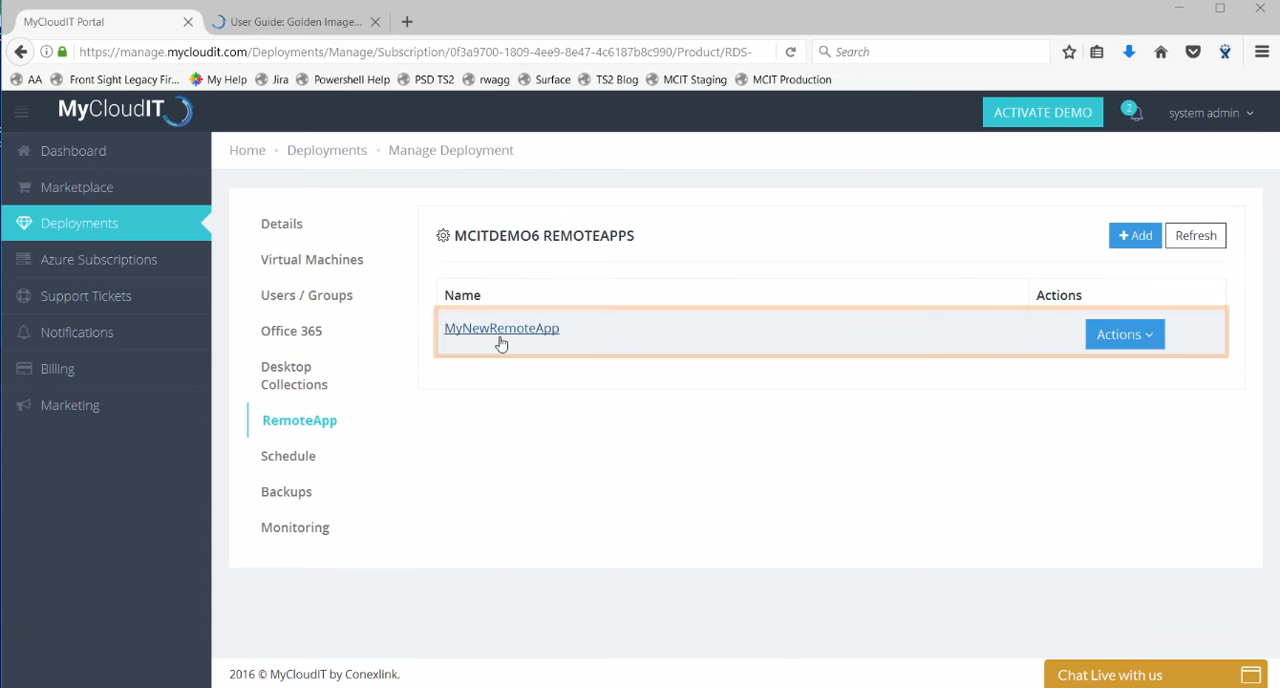 MyCloudIT Portal
User Guide: Golden Image...
https://manage.mycloudit.com/Deployments/Manage/Subscription/0f3a9700-1809-4ee9-8e47-4c6187b8c990/Product/RDS-
Search
AA
Front Sight Legacy Fir...
My Help
Jira
Powershell Help
PSD TS2
rwagg
Surface
TS2 Blog
MCIT Staging
MCIT Production
MyCloudIT
ACTIVATE DEMO
2
system admin
Dashboard
Marketplace
Deployments
Azure Subscriptions
Support Tickets
Notifications
Billing
Marketing
Home • Deployments • Manage Deployment
Details
Virtual Machines
Users / Groups
Office 365
Desktop
Collections
RemoteApp
Schedule
Backups
Monitoring
MCITDEMO6 REMOTEAPPS
+ Add
Refresh
Name
Actions
MyNewRemoteApp
Actions
2016 © MyCloudIT by Conexlink.
Chat Live with us